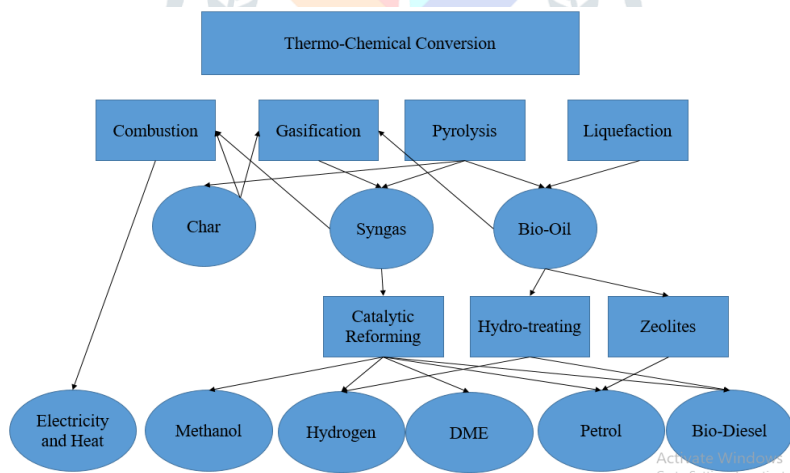 Thermo-Chemical Conversion
Combustion
Gasification
Pyrolysis
Liquefaction
Char
Syngas
Bio-Oil
Catalytic
Reforming
Hydro-treating
Zeolites
Electricity
and Heat
Methanol
Hydrogen
DME
Petrol
Bio-Diesel
Activate Windows